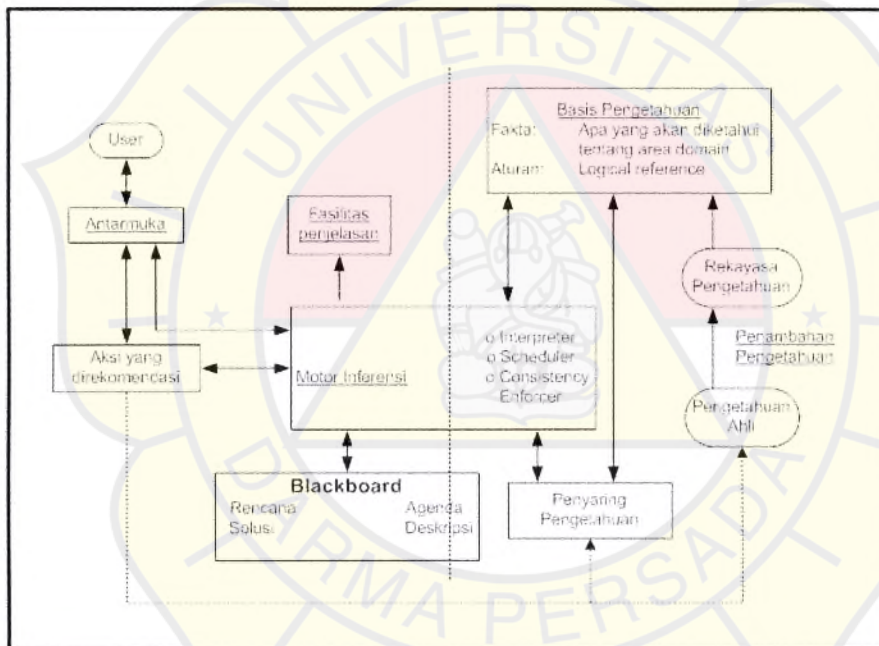 UNIVERSITAS
DARMA PERSADA
User
Antarmuka
Aksi yang
direkomendasi
Fasilitas
penjelasan
Motor Inferensi
o Interpreter
o Scheduler
o Consistency
Enforcer
Blackboard
Rencana Agenda
Solusi Deskripsi
Basis Pengetahuan
Fakta: Apa yang akan diketahui
tentang area domain
Aturan: Logical reference
Rekayasa
Pengetahuan
Penambahan
Pengetahuan
Pengetahuan
Ahli
Penyaring
Pengetahuan